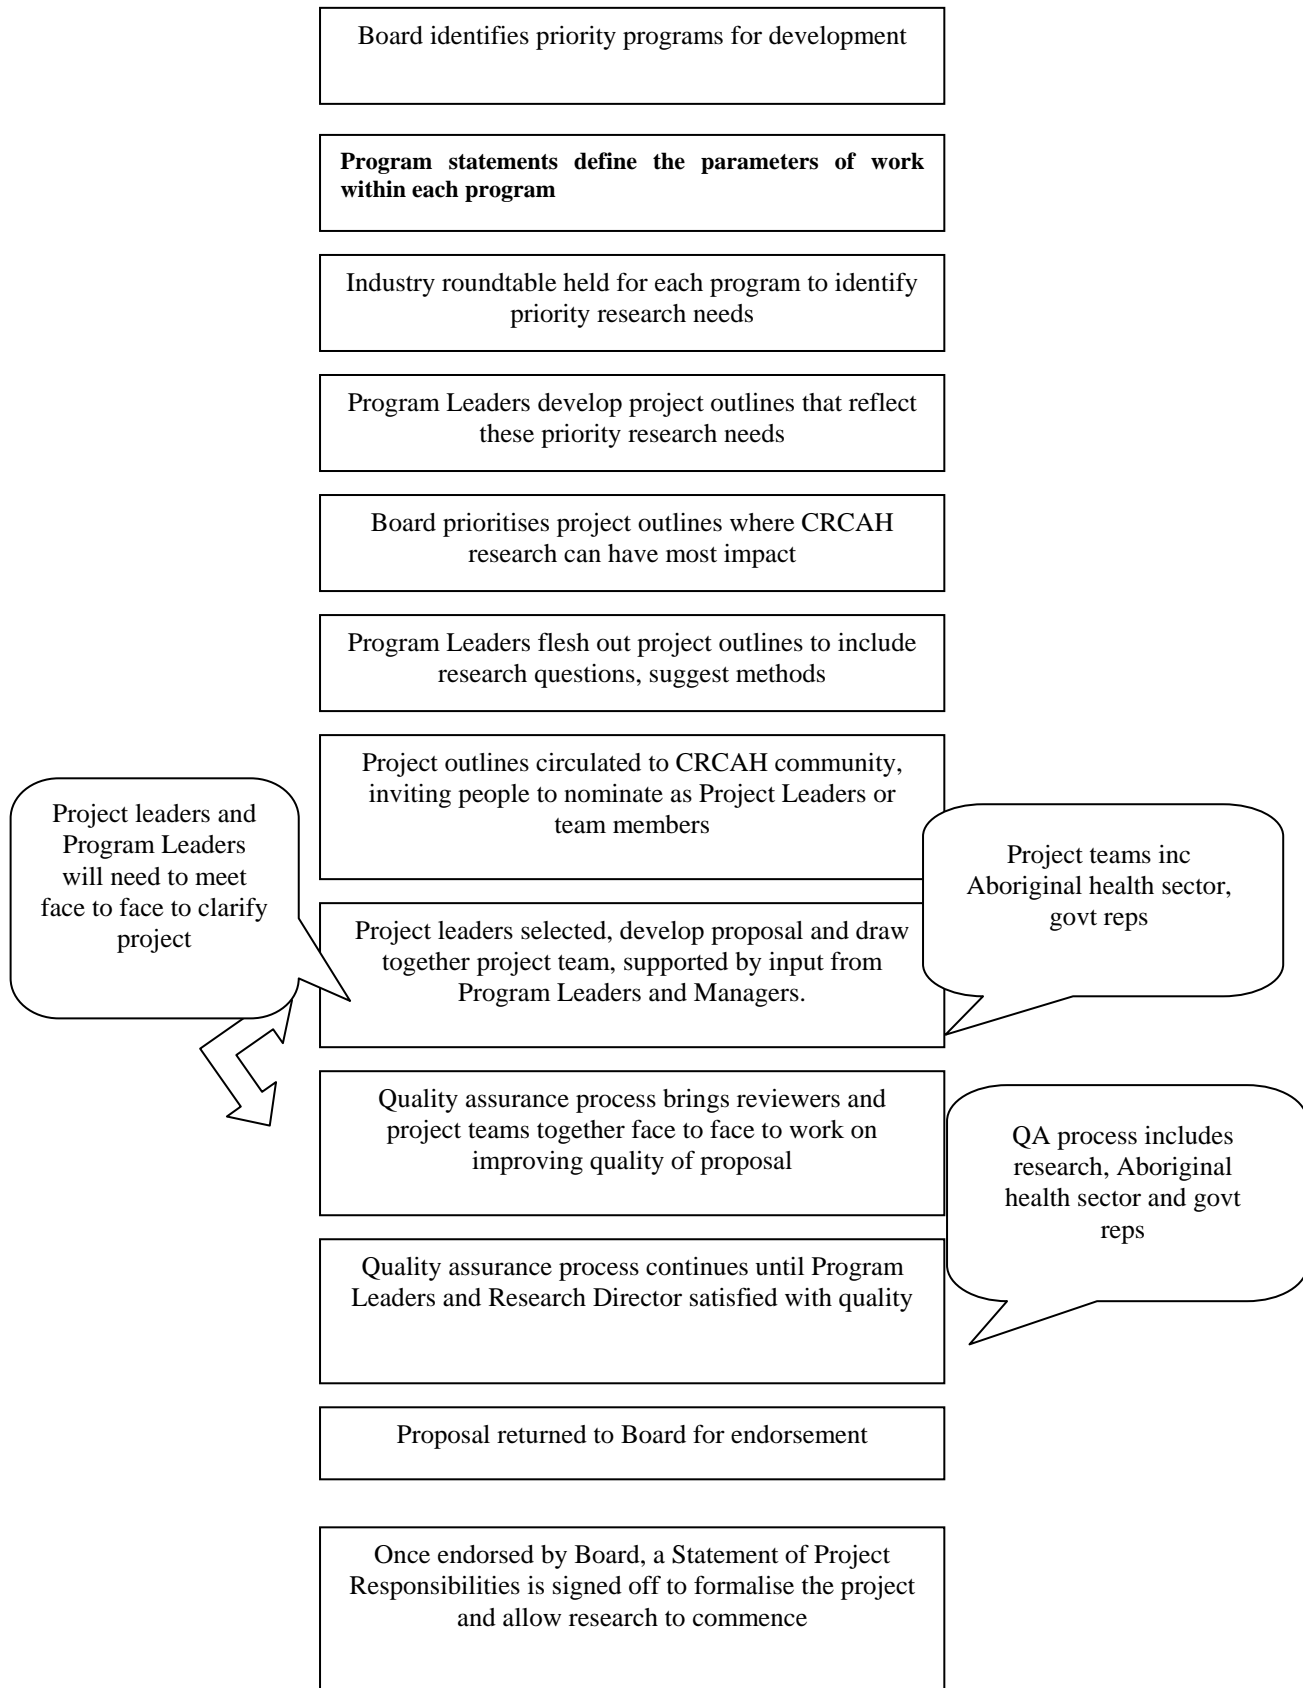 Board identifies priority programs for development
Program statements define the parameters of work
within each program
Industry roundtable held for each program to identify
priority research needs
Program Leaders develop project outlines that reflect
these priority research needs
Board prioritises project outlines where CRCAH
research can have most impact
Program Leaders flesh out project outlines to include
research questions, suggest methods
Project outlines circulated to CRCAH community,
inviting people to nominate as Project Leaders or
team members
Project leaders and
Program Leaders
will need to meet
face to face to clarify
project
Project teams inc
Aboriginal health sector,
govt reps
Project leaders selected, develop proposal and draw
together project team, supported by input from
Program Leaders and Managers.
Quality assurance process brings reviewers and
project teams together face to face to work on
improving quality of proposal
QA process includes
research, Aboriginal
health sector and govt
reps
Quality assurance process continues until Program
Leaders and Research Director satisfied with quality
Proposal returned to Board for endorsement
Once endorsed by Board, a Statement of Project
Responsibilities is signed off to formalise the project
and allow research to commence